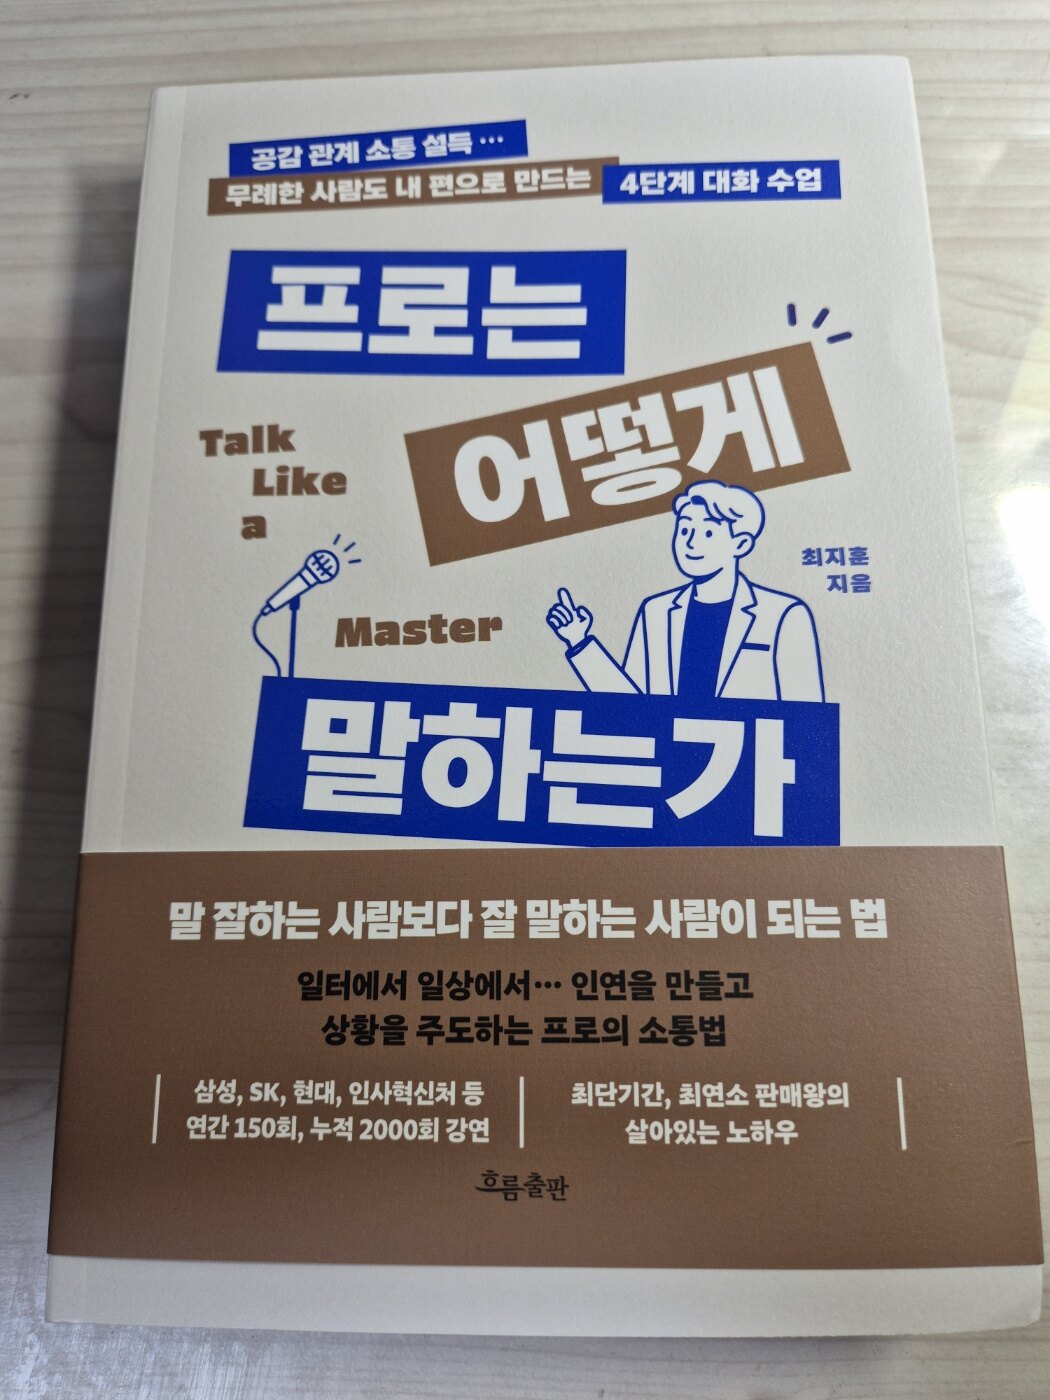 공감 관계 소통 설득 …
무례한 사람도 내 편으로 만드는 4단계 대화 수업
프로는
어떻게
Talk
Like
a
Master
최지훈
지음
말하는가
말 잘하는 사람보다 잘 말하는 사람이 되는 법
일터에서 일상에서… 인연을 만들고
상황을 주도하는 프로의 소통법
삼성, SK, 현대, 인사혁신처 등
연간 150회, 누적 2000회 강연
최단기간, 최연소 판매왕의
살아있는 노하우
흐름출판